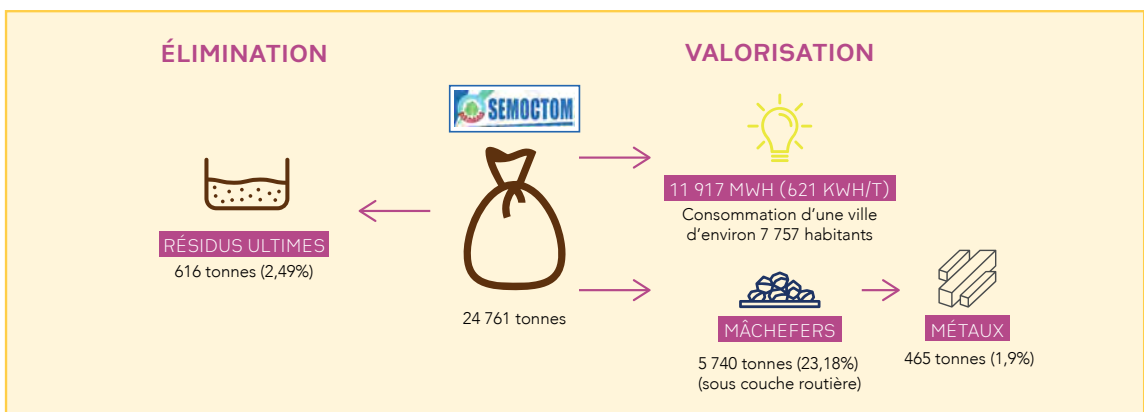 ÉLIMINATION
VALORISATION
SEMOCTOM
11 917 MWH (621 KWH/T)
Consommation d'une ville
d'environ 7 757 habitants
RÉSIDUS ULTIMES
616 tonnes (2,49%)
24 761 tonnes
MÂCHEFERS
5 740 tonnes (23,18%)
(sous couche routière)
MÉTAUX
465 tonnes (1,9%)